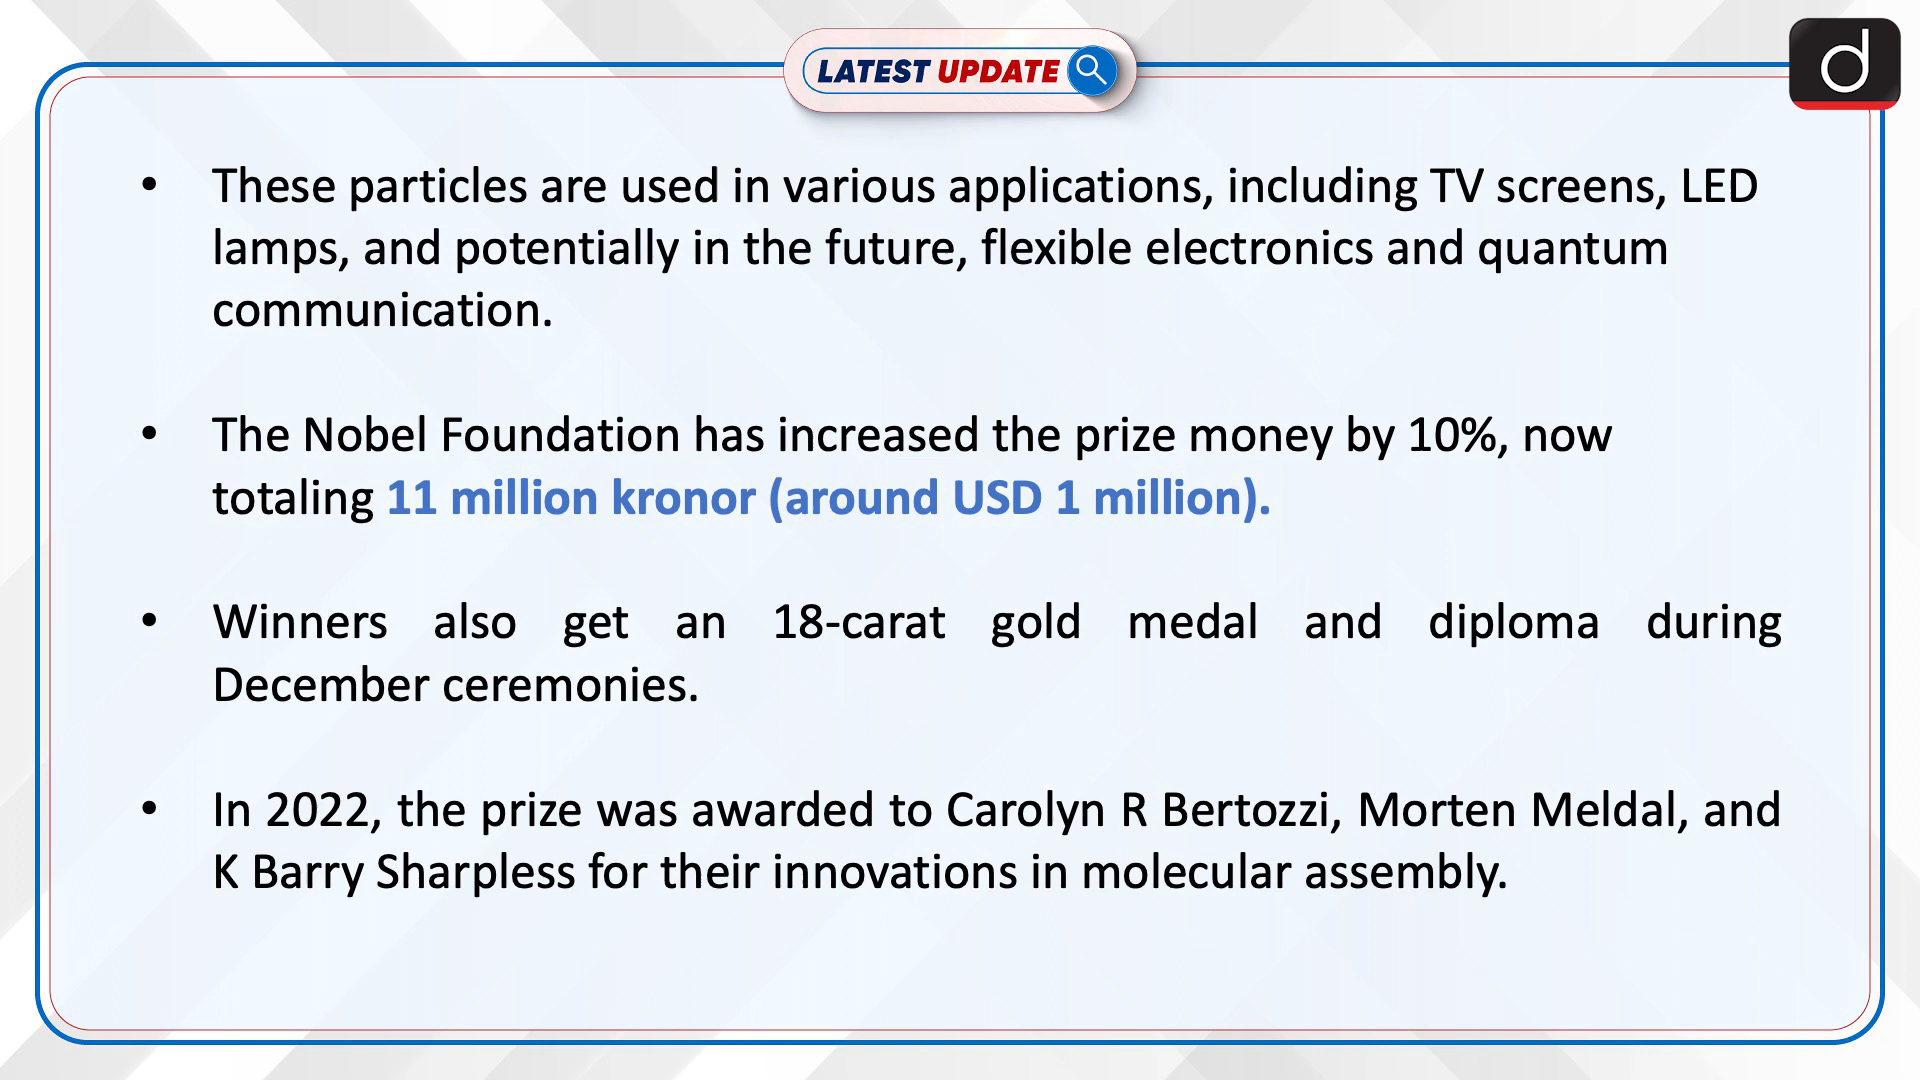 LATEST UPDATE
d
• These particles are used in various applications, including TV screens, LED
lamps, and potentially in the future, flexible electronics and quantum
communication.
• The Nobel Foundation has increased the prize money by 10%, now
totaling 11 million kronor (around USD 1 million).
• Winners also get an 18-carat gold medal and diploma during
December ceremonies.
• In 2022, the prize was awarded to Carolyn R Bertozzi, Morten Meldal, and
K Barry Sharpless for their innovations in molecular assembly.